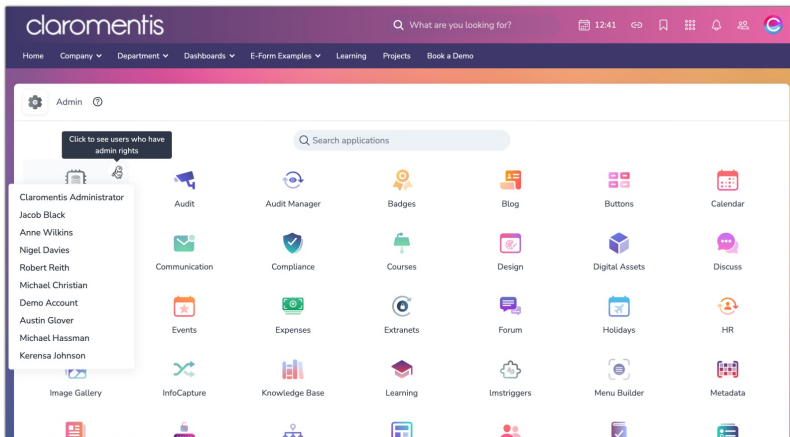 claromentis
What are you looking for?
12:41
Home
Company
Department
Dashboards
E-Form Examples
Learning
Projects
Book a Demo
Admin
Click to see users who have
admin rights
Search applications
Claromentis Administrator
Jacob Black
Anne Wilkins
Nigel Davies
Robert Reith
Michael Christian
Demo Account
Austin Glover
Michael Hassman
Kerensa Johnson
Audit
Audit Manager
Badges
Blog
Buttons
Calendar
Communication
Compliance
Courses
Design
Digital Assets
Discuss
Events
Expenses
Extranets
Forum
Holidays
HR
Image Gallery
InfoCapture
Knowledge Base
Learning
lmstriggers
Menu Builder
Metadata